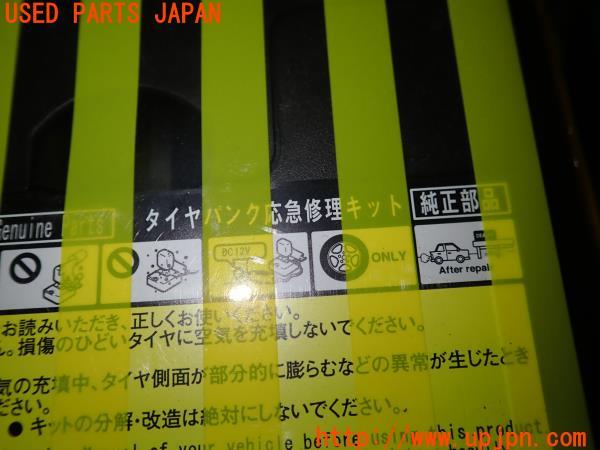 USED PARTS JAPAN
タイヤパンク応急修理キット 純正部品
Genuine Parts
DC12V
ONLY
After repair
お読みいただき、正しくお使いください。
ん。損傷のひどいタイヤに空気を充填しないでください。
気の充填中、タイヤ側面が部分的に膨らむなどの異常が生じたとき
ださい。
● キットの分解・改造は絶対にしないでください。
of your vehicle before using this product
http://www.upjpn.com